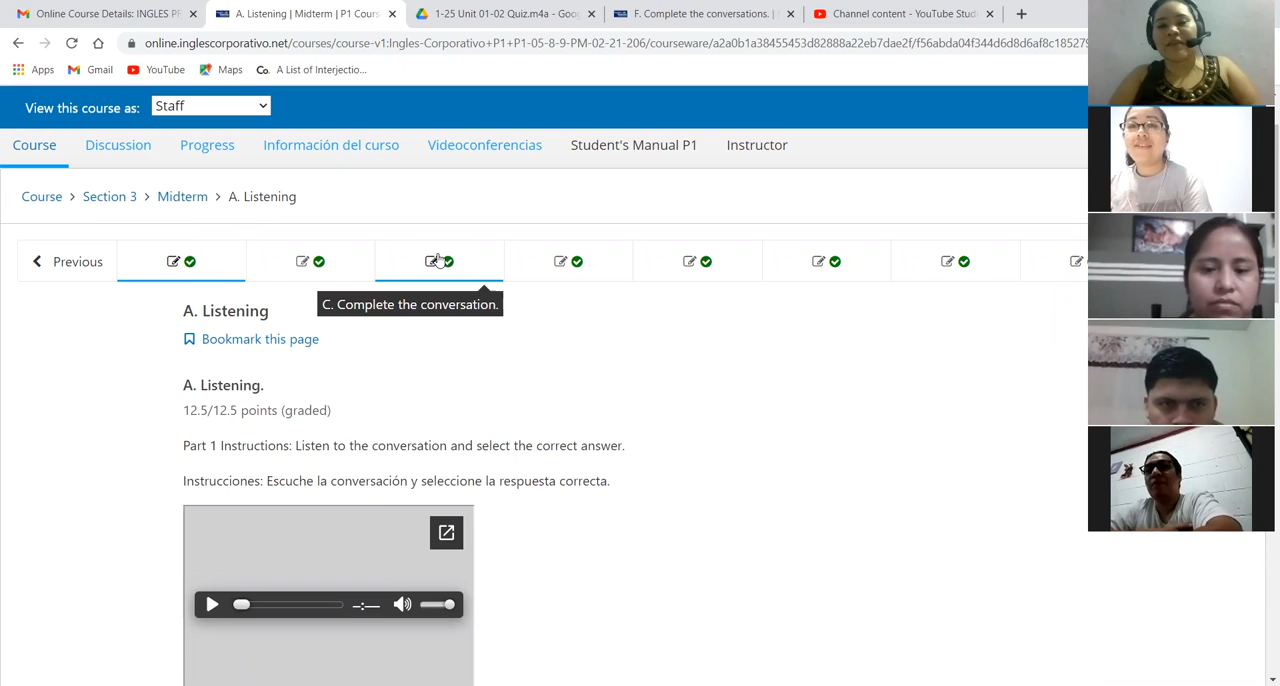 Online Course Details: INGLES PR
A. Listening | Midterm | P1 Cours
1-25 Unit 01-02 Quiz.m4a - Goo
F. Complete the conversations. |
Channel content - YouTube Stud
online.inglescorporativo.net/courses/course-v1:Ingles-Corporativo+P1+P1-05-8-9-PM-02-21-206/courseware/a2a0b1a38455453d82888a22eb7dae2f/f56abda04f344d6d8d6af8c185279
Apps Gmail YouTube Maps Co. A List of Interjectio...
View this course as: Staff
Course Discussion Progress Información del curso Videoconferencias Student's Manual P1 Instructor
Course > Section 3 > Midterm > A. Listening
Previous
C. Complete the conversation.
A. Listening
Bookmark this page
A. Listening.
12.5/12.5 points (graded)
Part 1 Instructions: Listen to the conversation and select the correct answer.
Instrucciones: Escuche la conversación y seleccione la respuesta correcta.
--:--